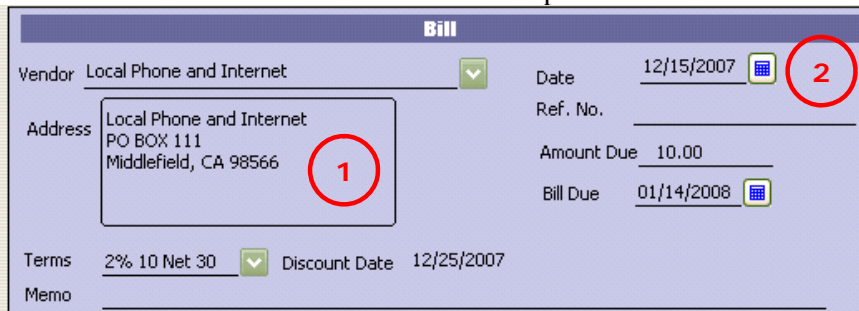 Bill
Vendor Local Phone and Internet
Date 12/15/2007
2
Address
Local Phone and Internet
PO BOX 111
Middlefield, CA 98566
1
Ref. No.
Amount Due 10.00
Bill Due 01/14/2008
Terms 2% 10 Net 30 Discount Date 12/25/2007
Memo